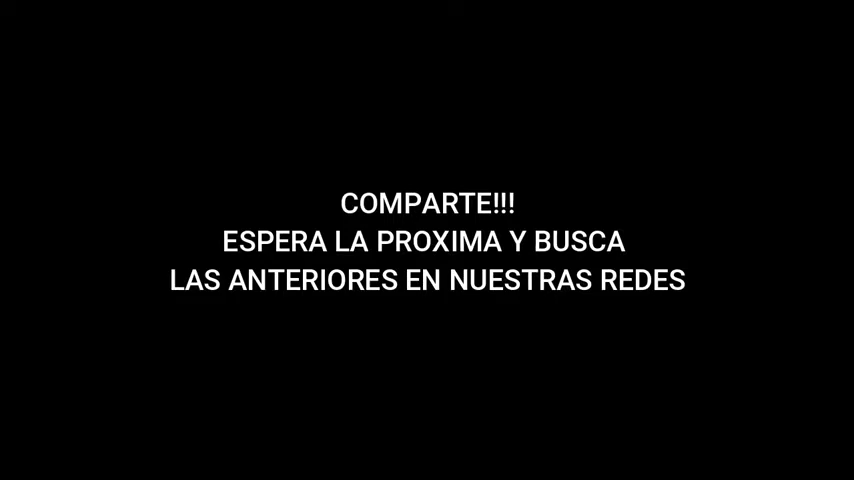 COMPARTE!!!
ESPERA LA PROXIMA Y BUSCA
LAS ANTERIORES EN NUESTRAS REDES